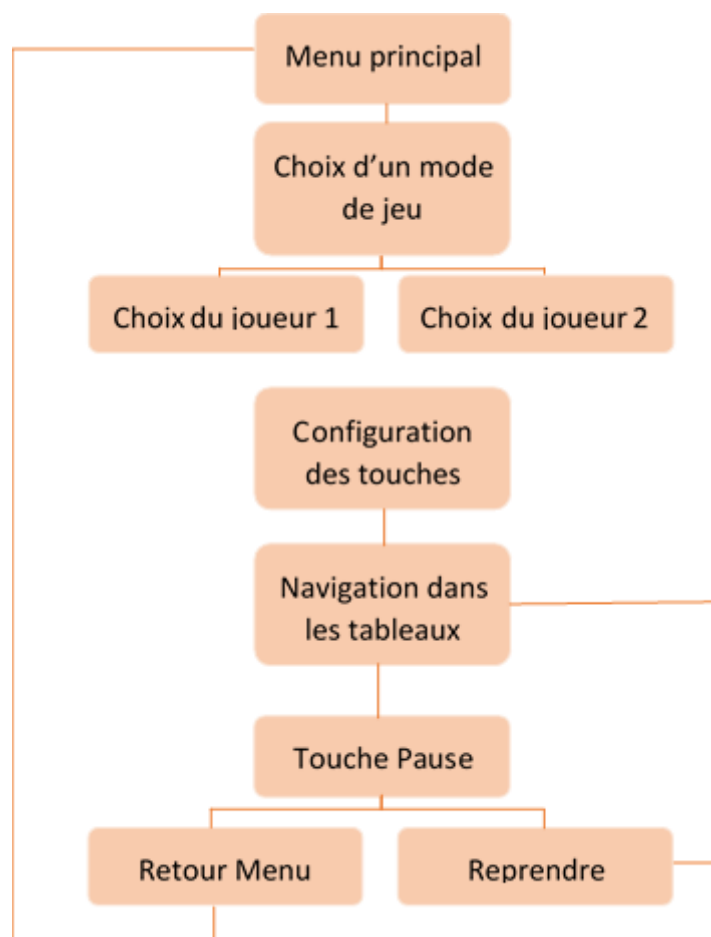 Menu principal
Choix d’un mode
de jeu
Choix du joueur 1
Choix du joueur 2
Configuration
des touches
Navigation dans
les tableaux
Touche Pause
Retour Menu
Reprendre